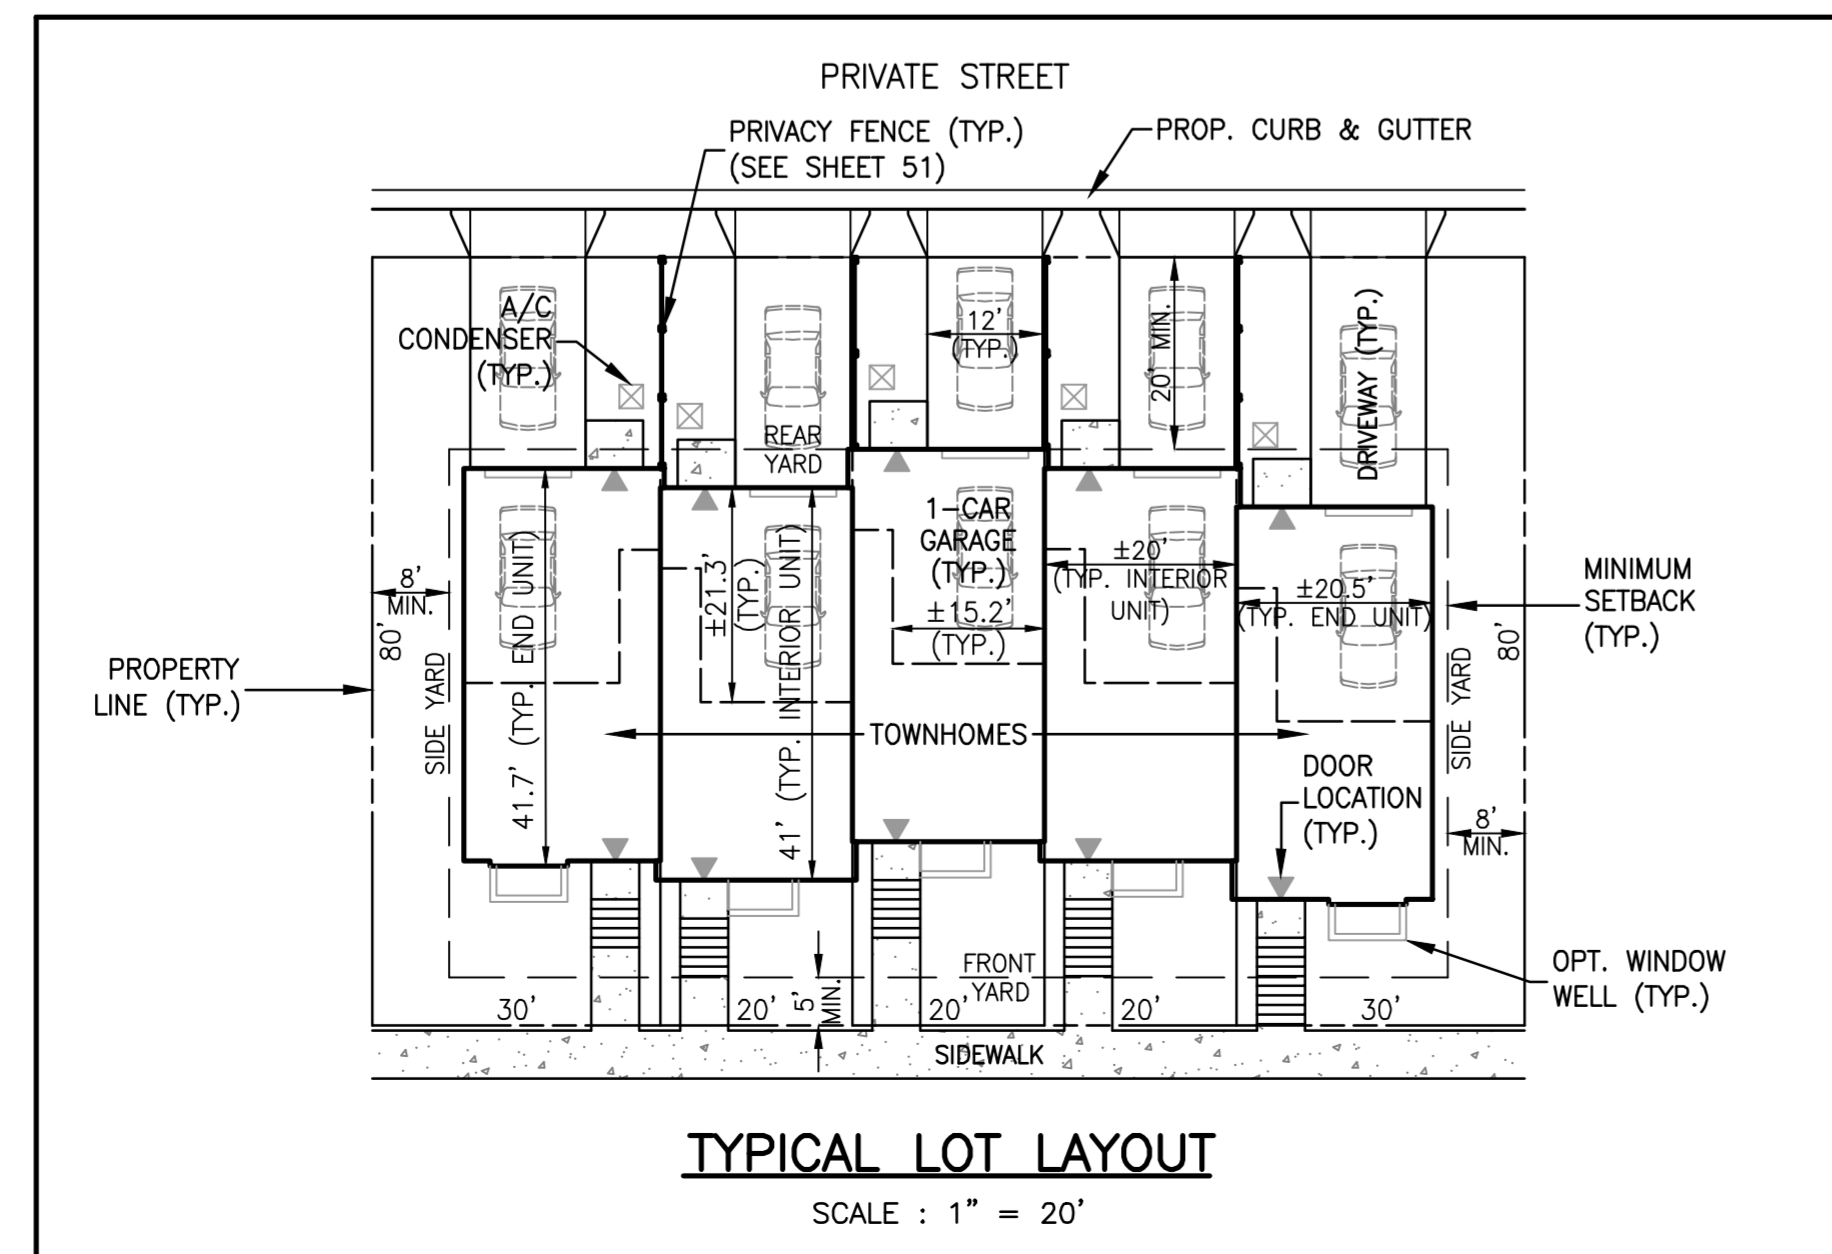 PRIVATE STREET
PRIVACY FENCE (TYP.)
(SEE SHEET 51)
PROP. CURB & GUTTER
A/C
CONDENSER
(TYP.)
12'
(TYP.)
20' MIN.
DRIVEWAY (TYP.)
REAR
YARD
1-CAR
GARAGE
(TYP.)
±15.2'
(TYP.)
±21.3'
(TYP.)
±20'
(TYP. INTERIOR
UNIT)
±20.5'
(TYP. END UNIT)
MINIMUM
SETBACK
(TYP.)
8'
MIN.
80'
SIDE YARD
PROPERTY
LINE (TYP.)
41.7' (TYP. END UNIT)
41' (TYP. INTERIOR UNIT)
TOWNHOMES
DOOR
LOCATION
(TYP.)
SIDE YARD
80'
8'
MIN.
OPT. WINDOW
WELL (TYP.)
FRONT
YARD
5'
MIN.
30'
20'
20'
20'
30'
SIDEWALK
TYPICAL LOT LAYOUT
SCALE : 1" = 20'